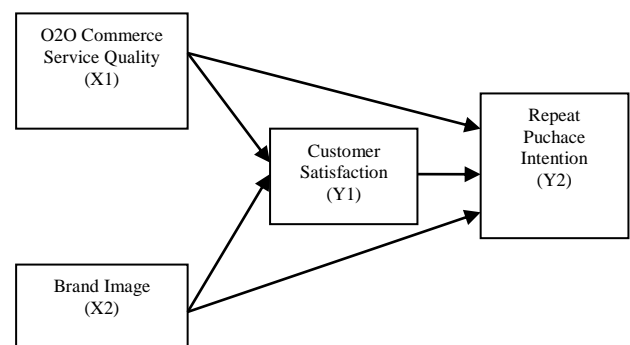 O2O Commerce
Service Quality
(X1)
Repeat
Puchace
Intention
(Y2)
Customer
Satisfaction
(Y1)
Brand Image
(X2)